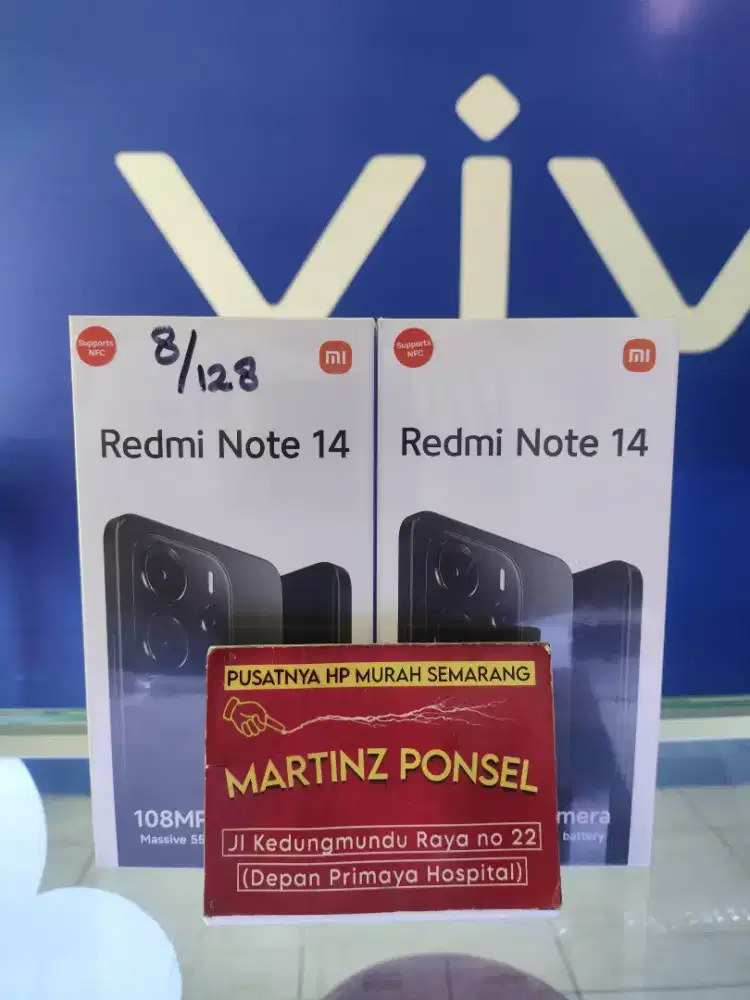 viv
Supports
NFC
8/128
mi
Redmi Note 14
108MP
Massive 55
Supports
NFC
mi
Redmi Note 14
mera
battery
PUSATNYA HP MURAH SEMARANG
MARTINZ PONSEL
Jl Kedungmundu Raya no 22
(Depan Primaya Hospital)